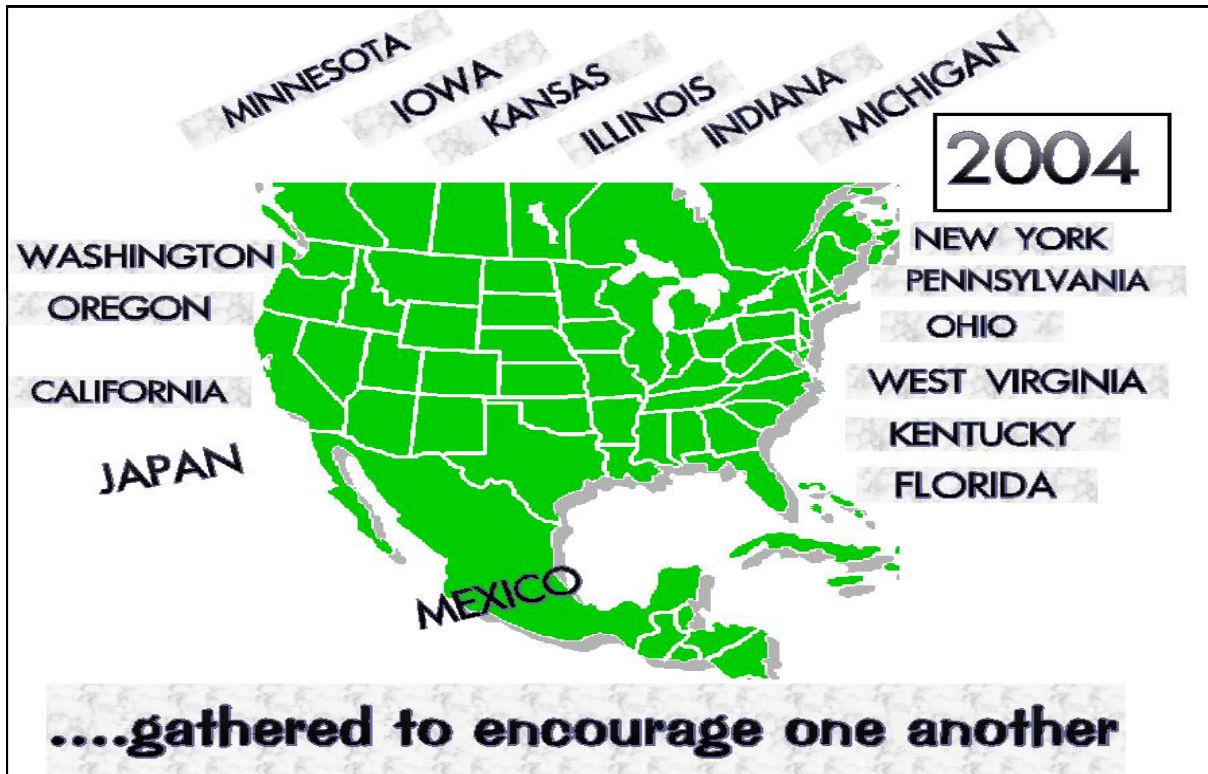 MINNESOTA
IOWA
KANSAS
ILLINOIS
INDIANA
MICHIGAN
2004
WASHINGTON
OREGON
CALIFORNIA
JAPAN
NEW YORK
PENNSYLVANIA
OHIO
WEST VIRGINIA
KENTUCKY
FLORIDA
MEXICO
....gathered to encourage one another